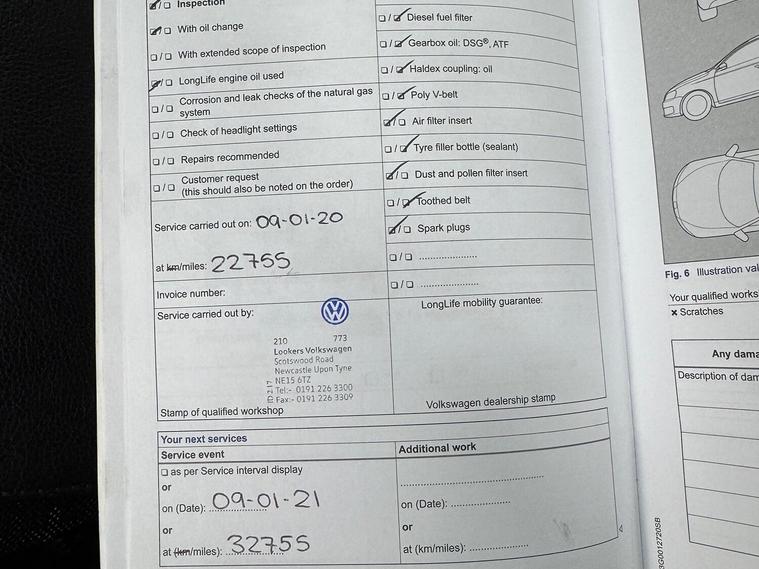 Inspection
With oil change
With extended scope of inspection
LongLife engine oil used
Corrosion and leak checks of the natural gas
system
Check of headlight settings
Repairs recommended
Customer request
(this should also be noted on the order)
Service carried out on: 09-01-20
at km/miles: 22755
Invoice number:
Service carried out by:
210 773
Lookers Volkswagen
Scotswood Road
Newcastle Upon Tyne
NE15 6TZ
Tel:- 0191 226 3300
Fax:- 0191 226 3309
Stamp of qualified workshop
Diesel fuel filter
Gearbox oil: DSG®, ATF
Haldex coupling: oil
Poly V-belt
Air filter insert
Tyre filler bottle (sealant)
Dust and pollen filter insert
Toothed belt
Spark plugs
LongLife mobility guarantee:
Volkswagen dealership stamp
Your next services
Service event
as per Service interval display
or
on (Date): 09-01-21
or
at (km/miles): 32755
Additional work
on (Date):
or
at (km/miles):
4
3G0012720SB
Fig. 6 Illustration
Your qualified
× Scratches
Any
Description of